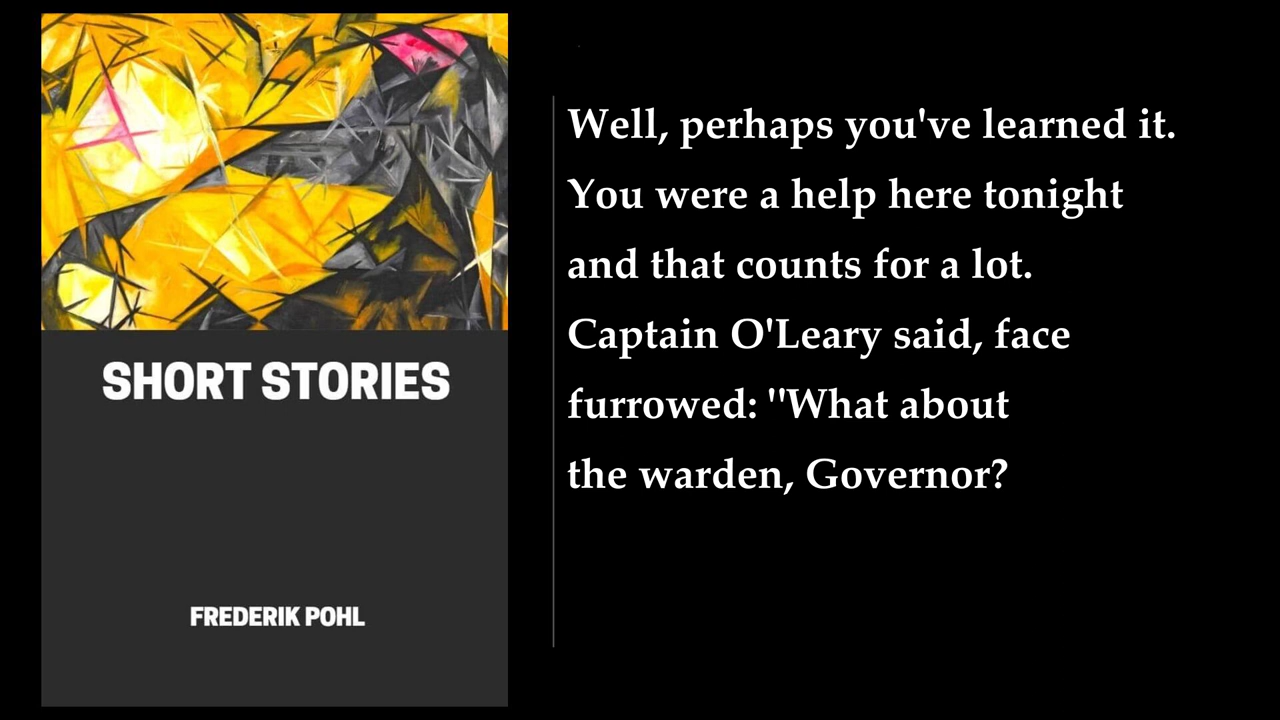 SHORT STORIES
FREDERIK POHL
Well, perhaps you've learned it.
You were a help here tonight
and that counts for a lot.
Captain O'Leary said, face
furrowed: "What about
the warden, Governor?